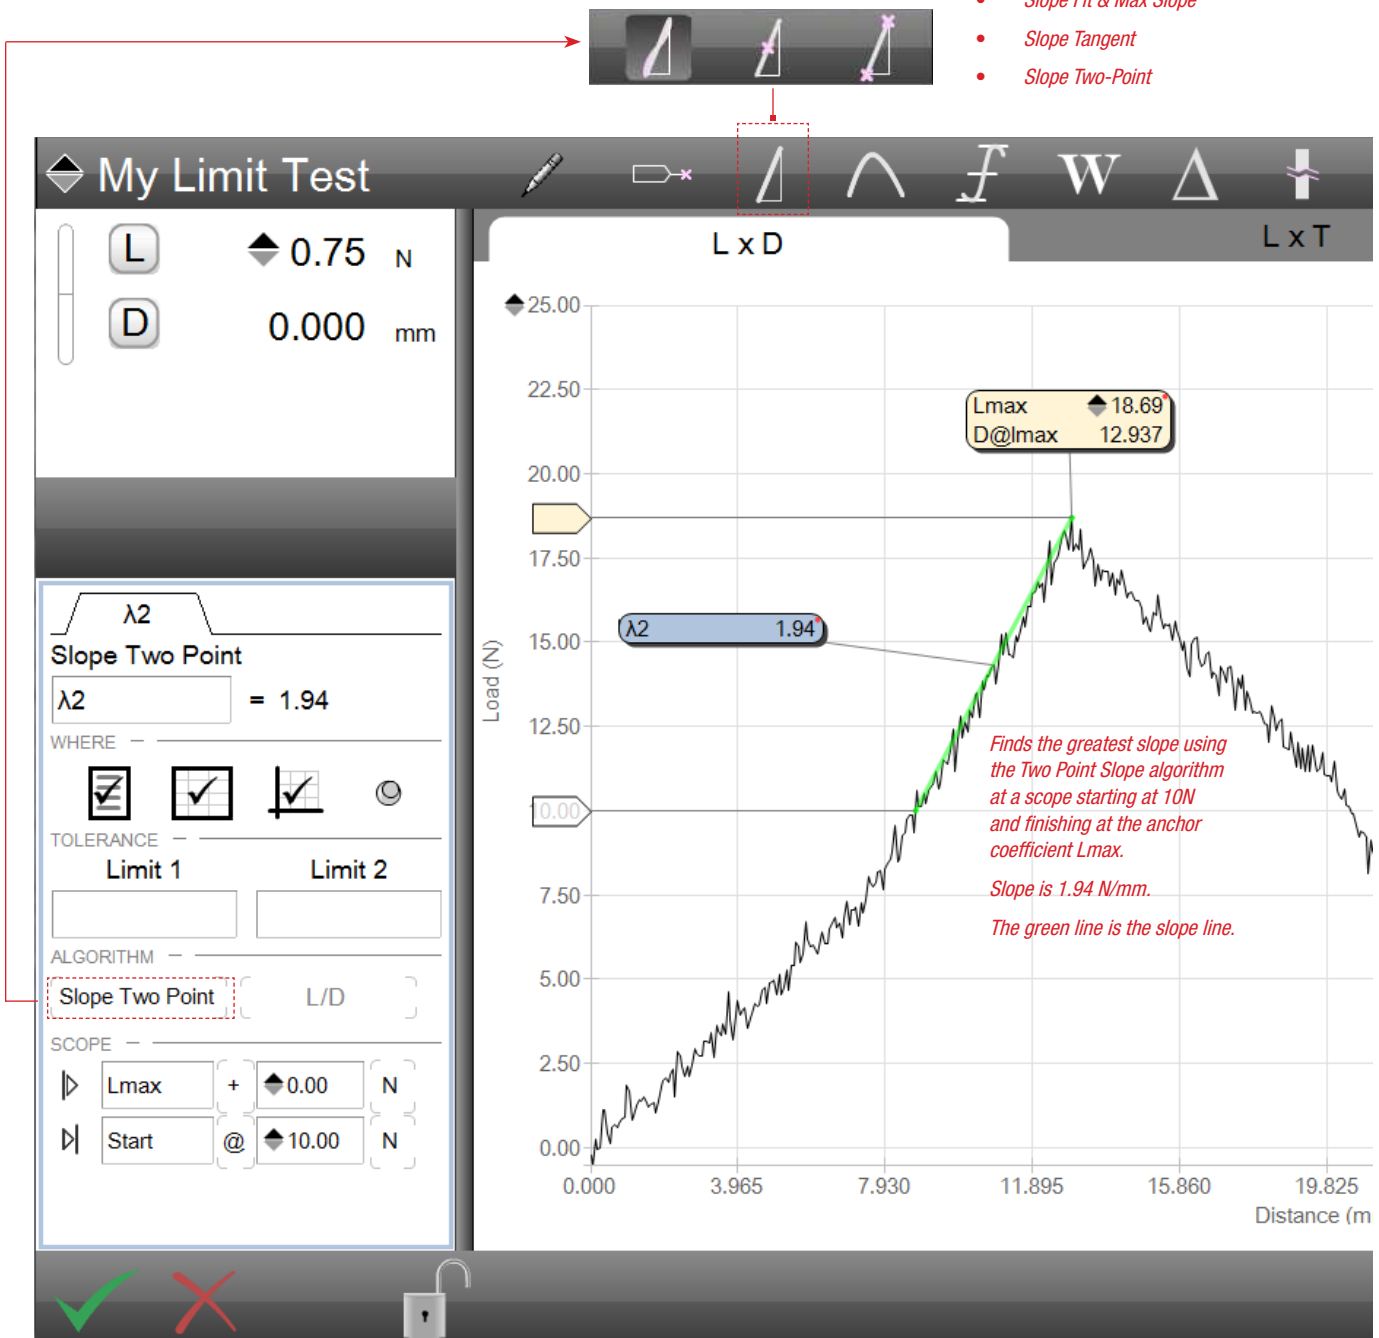 Slope Fit & Max Slope
• Slope Tangent
• Slope Two-Point
My Limit Test
W
L 0.75 N
D 0.000 mm
L x D
L x T
25.00
22.50
20.00
17.50
15.00
12.50
10.00
7.50
5.00
2.50
0.00
Load (N)
Lmax 18.69
D@lmax 12.937
λ2 1.94
Finds the greatest slope using
the Two Point Slope algorithm
at a scope starting at 10N
and finishing at the anchor
coefficient Lmax.
Slope is 1.94 N/mm.
The green line is the slope line.
0.000 3.965 7.930 11.895 15.860 19.825
Distance (m
λ2
Slope Two Point
λ2 = 1.94
WHERE
TOLERANCE
Limit 1 Limit 2
ALGORITHM
Slope Two Point L/D
SCOPE
Lmax + 0.00 N
Start @ 10.00 N